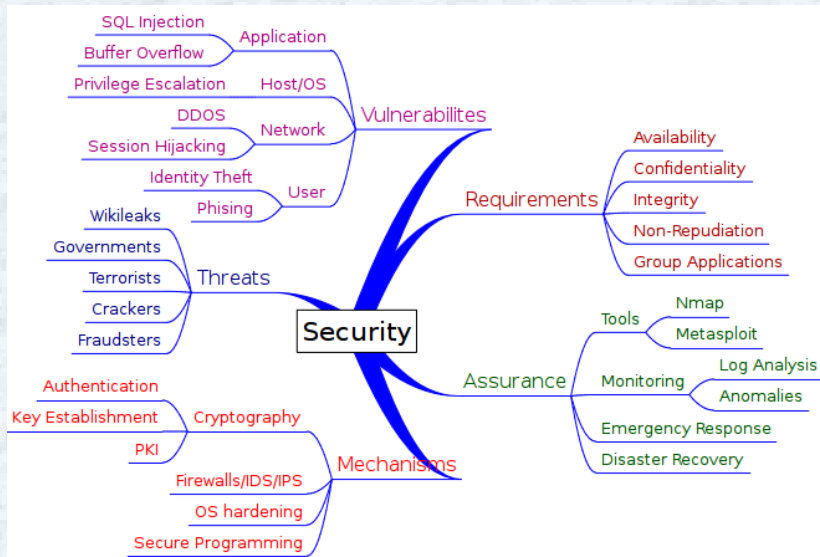 SQL Injection
Buffer Overflow
Application
Privilege Escalation
Host/OS
DDOS
Session Hijacking
Network
Identity Theft
Phising
User
Vulnerabilites
Wikileaks
Governments
Terrorists
Crackers
Fraudsters
Threats
Security
Requirements
Availability
Confidentiality
Integrity
Non-Repudiation
Group Applications
Assurance
Tools
Nmap
Metasploit
Monitoring
Log Analysis
Anomalies
Emergency Response
Disaster Recovery
Authentication
Key Establishment
PKI
Cryptography
Firewalls/IDS/IPS
OS hardening
Secure Programming
Mechanisms